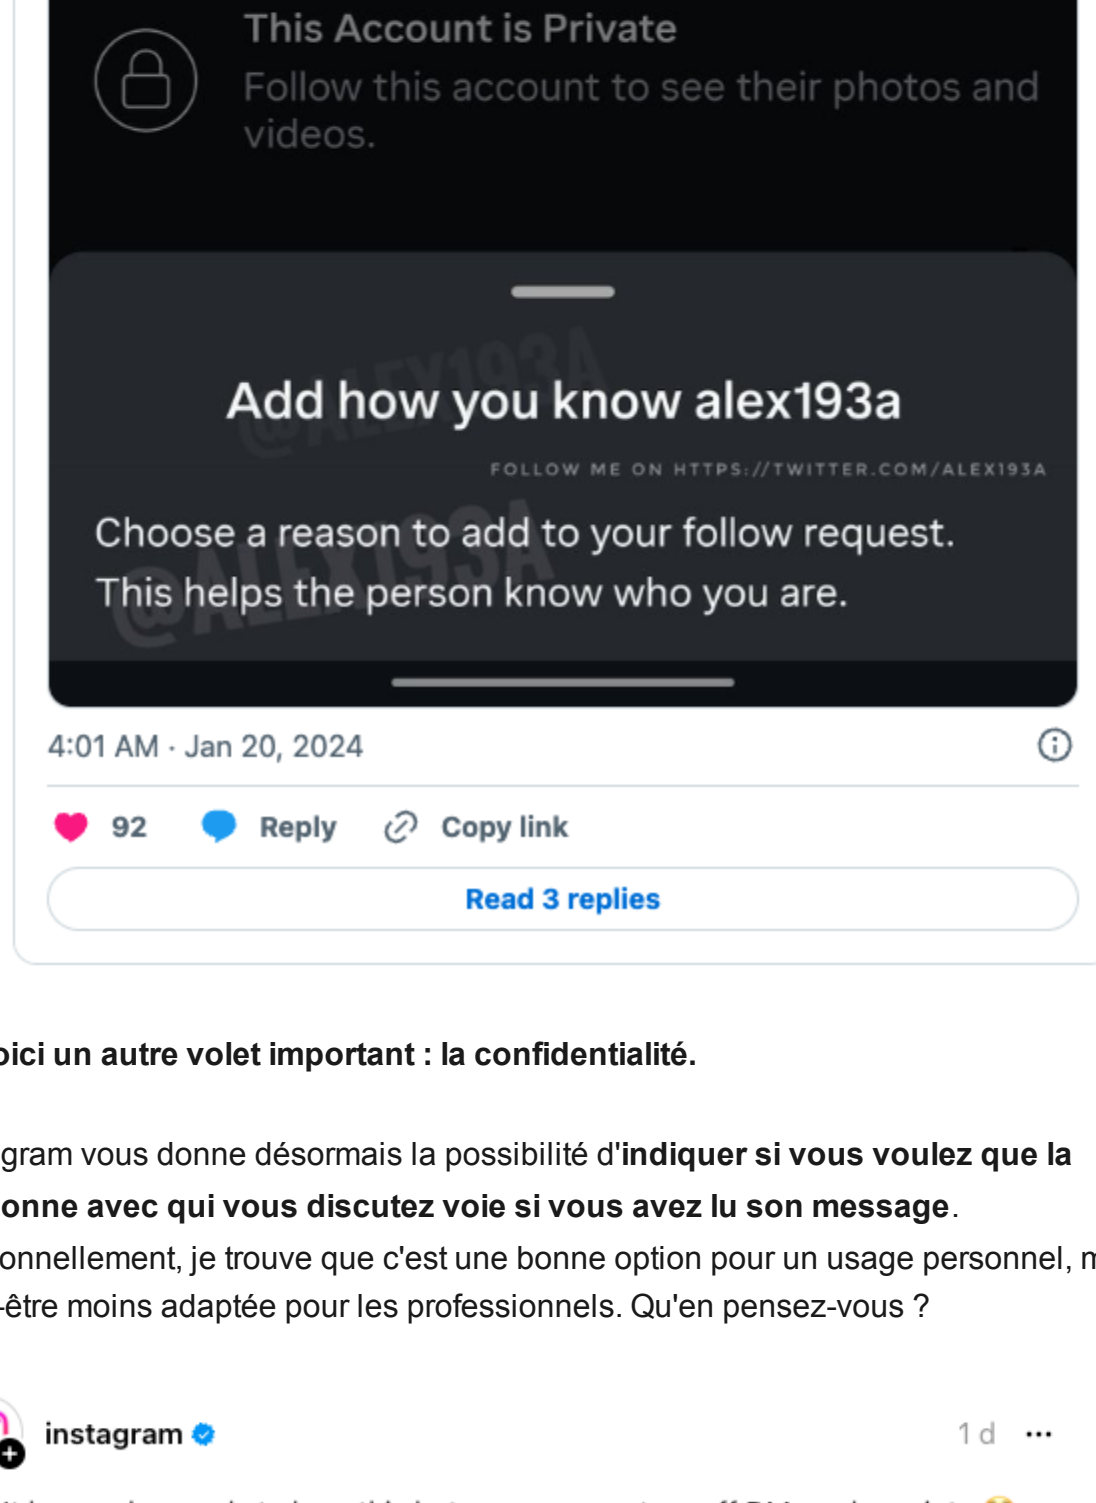 This Account is Private
Follow this account to see their photos and
videos.
@ALEX193A
Add how you know alex193a
FOLLOW ME ON HTTPS://TWITTER.COM/ALEX193A
@ALEX193A
Choose a reason to add to your follow request.
This helps the person know who you are.
4:01 AM · Jan 20, 2024
92 Reply Copy link
Read 3 replies
oici un autre volet important : la confidentialité.
gram vous donne désormais la possibilité d'indiquer si vous voulez que la
onne avec qui vous discutez voie si vous avez lu son message.
onnellement, je trouve que c'est une bonne option pour un usage personnel, m
-être moins adaptée pour les professionnels. Qu'en pensez-vous ?
instagram 1 d